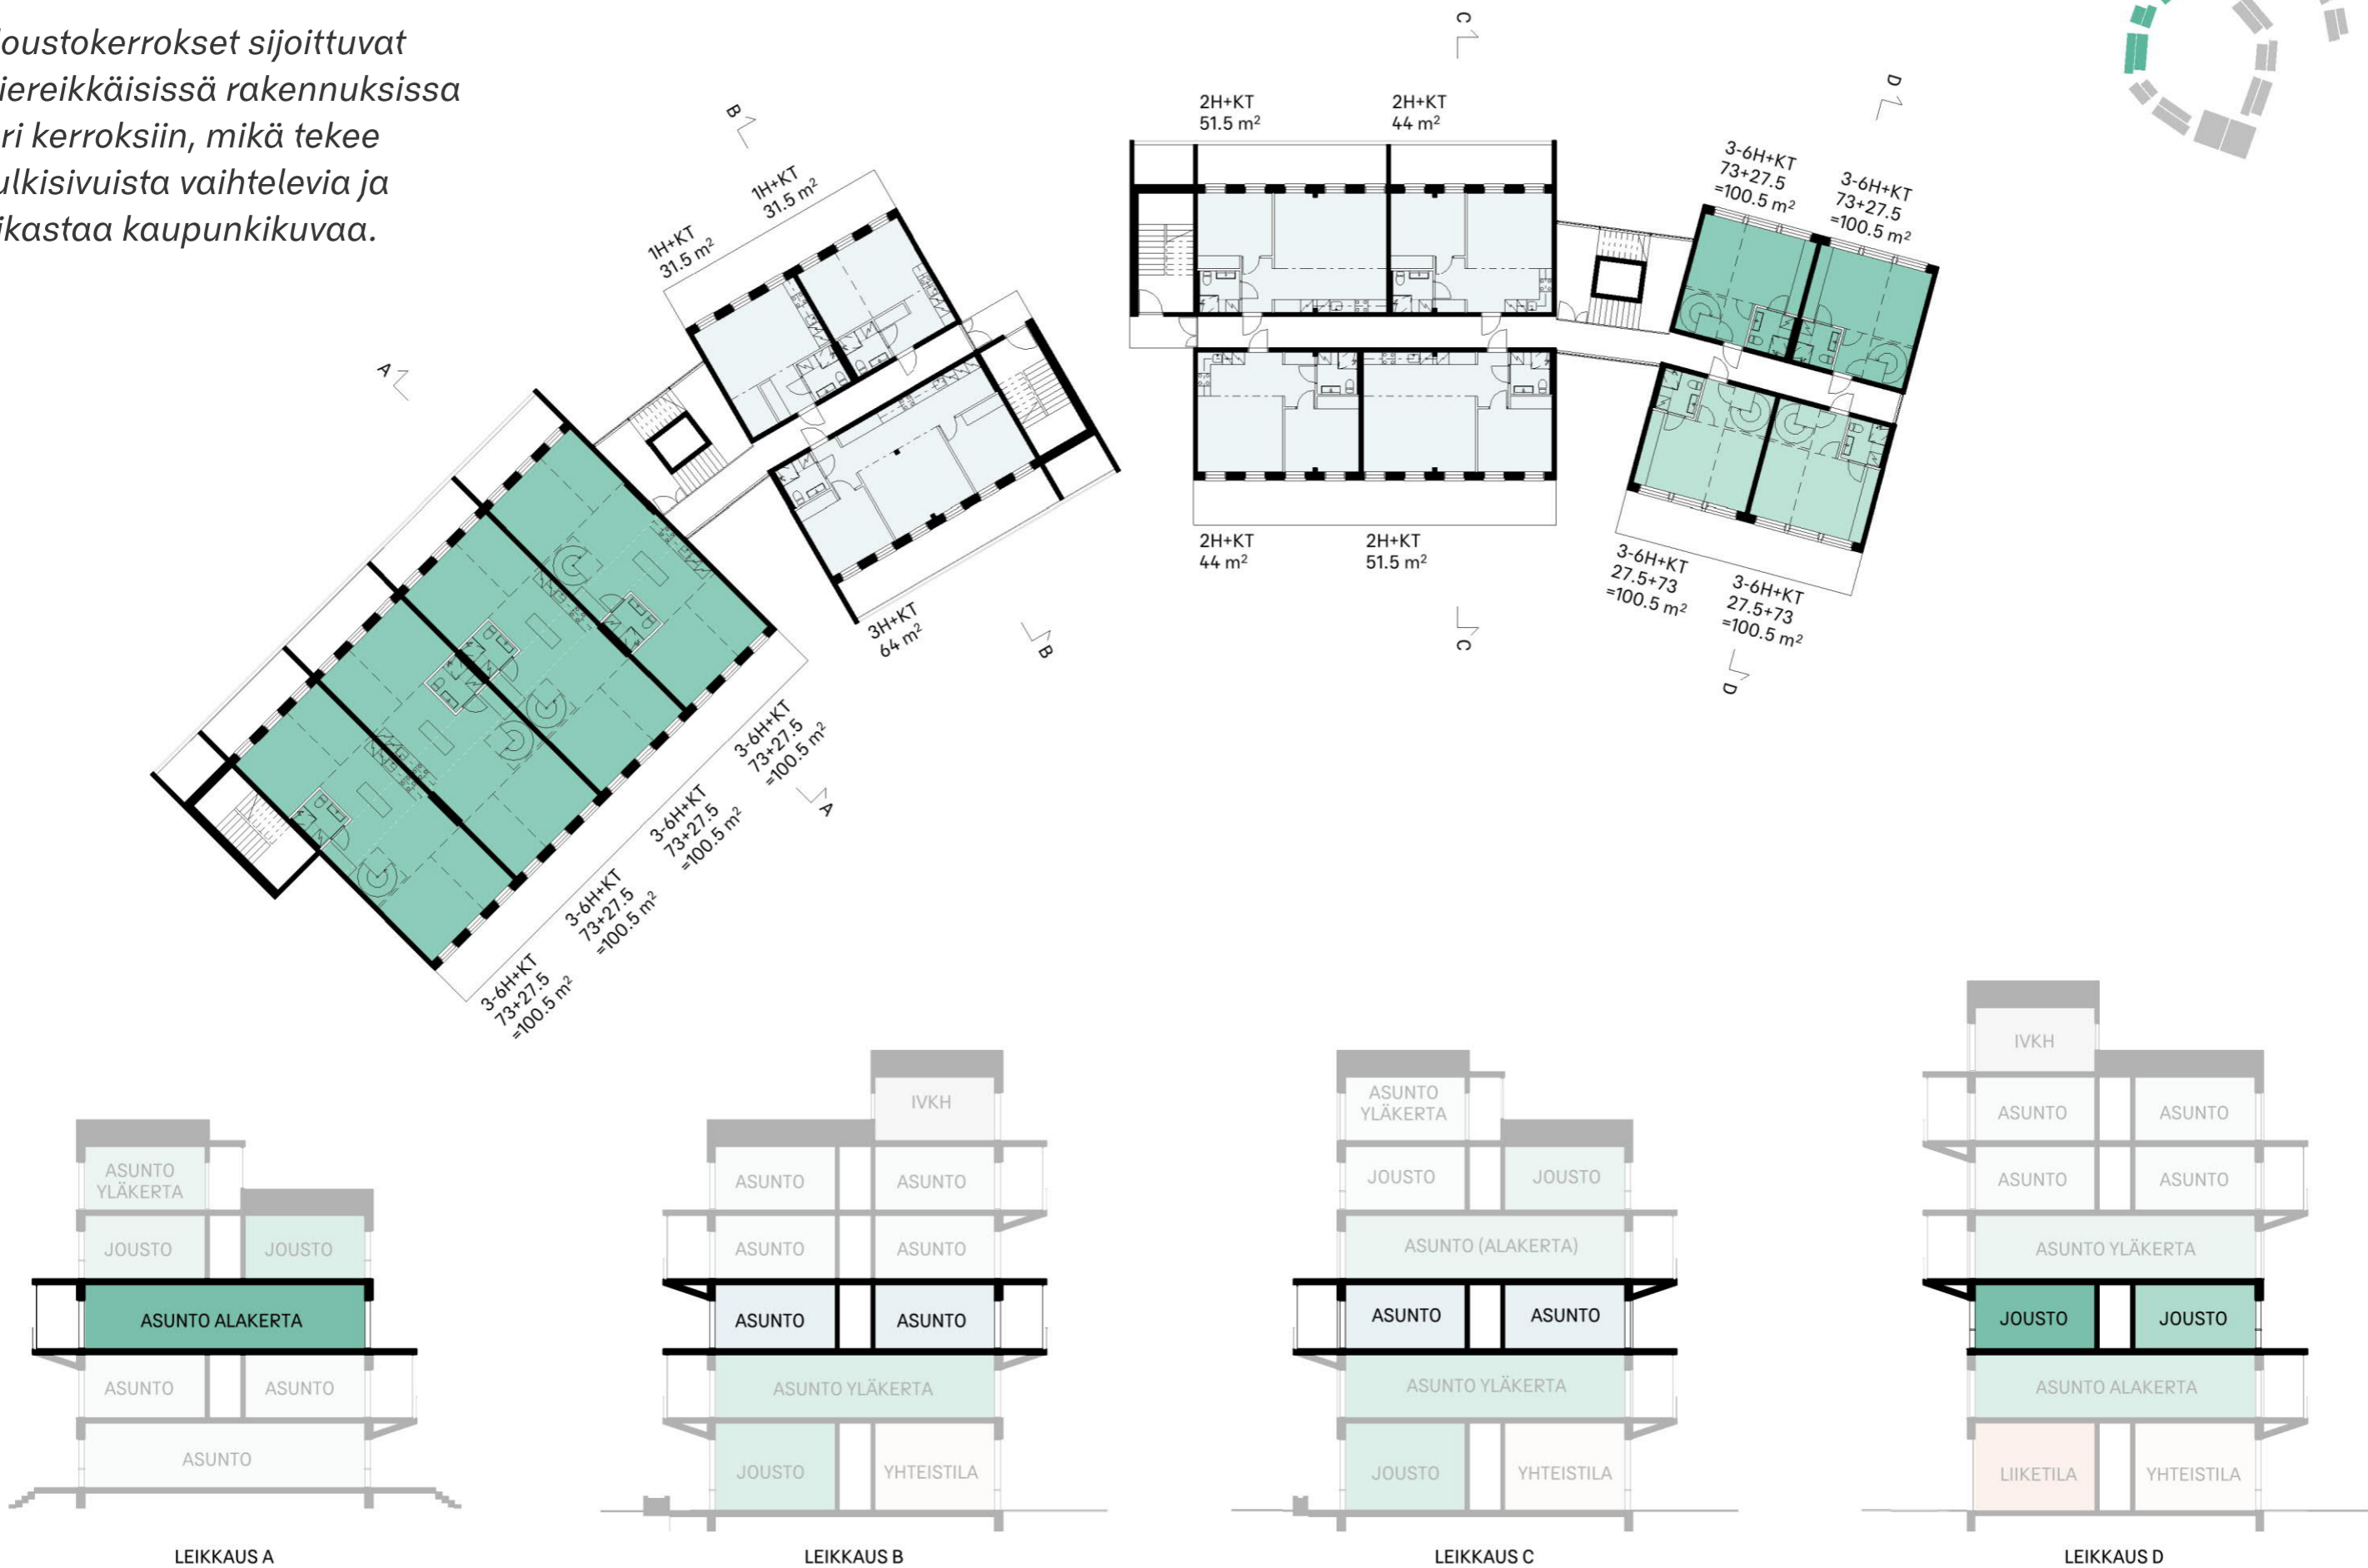 oustokerrokset sijoittuvat
iereikkäisissä rakennuksissa
ri kerroksiin, mikä tekee
ulkisivuista vaihtelevia ja
ikastaa kaupunkikuvaa.
C
B
D
A
2H+KT
51.5 m²
2H+KT
44 m²
3-6H+KT
73+27.5
=100.5 m²
3-6H+KT
73+27.5
=100.5 m²
1H+KT
31.5 m²
1H+KT
31.5 m²
2H+KT
44 m²
2H+KT
51.5 m²
3-6H+KT
27.5+73
=100.5 m²
3-6H+KT
27.5+73
=100.5 m²
3H+KT
64 m²
B
C
D
3-6H+KT
73+27.5
=100.5 m²
A
3-6H+KT
73+27.5
=100.5 m²
3-6H+KT
73+27.5
=100.5 m²
3-6H+KT
73+27.5
=100.5 m²
ASUNTO
YLÄKERTA
JOUSTO JOUSTO
ASUNTO ALAKERTA
ASUNTO ASUNTO
ASUNTO
LEIKKAUS A
IVKH
ASUNTO ASUNTO
ASUNTO ASUNTO
ASUNTO ASUNTO
ASUNTO YLÄKERTA
JOUSTO YHTEISTILA
LEIKKAUS B
ASUNTO
YLÄKERTA
JOUSTO JOUSTO
ASUNTO (ALAKERTA)
ASUNTO ASUNTO
ASUNTO YLÄKERTA
JOUSTO YHTEISTILA
LEIKKAUS C
IVKH
ASUNTO ASUNTO
ASUNTO ASUNTO
ASUNTO YLÄKERTA
JOUSTO JOUSTO
ASUNTO ALAKERTA
LIIKETILA YHTEISTILA
LEIKKAUS D